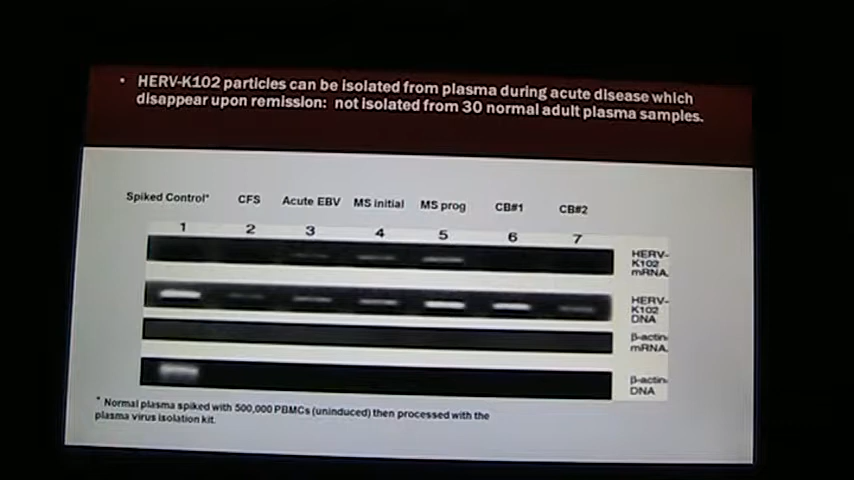 • HERV-K102 particles can be isolated from plasma during acute disease which
disappear upon remission: not isolated from 30 normal adult plasma samples.
Spiked Control* CFS Acute EBV MS initial MS prog CB#1 CB#2
1 2 3 4 5 6 7
HERV-
K102
mRNA
HERV-
K102
DNA
β-actin
mRNA
β-actin
DNA
* Normal plasma spiked with 500,000 PBMCs (uninduced) then processed with the
plasma virus isolation kit.